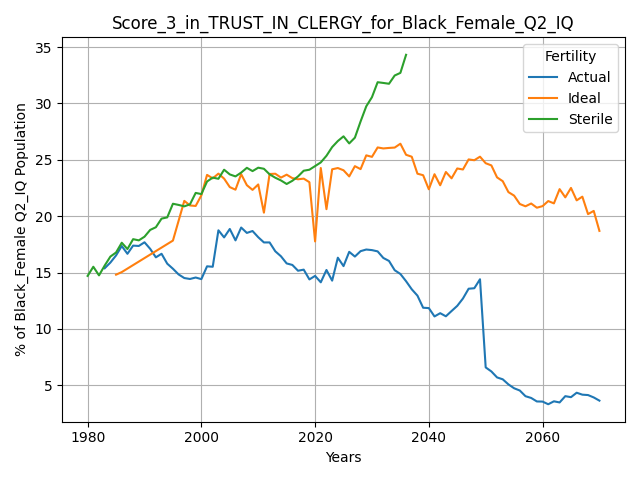 Score_3_in_TRUST_IN_CLERGY_for_Black_Female_Q2_IQ
% of Black_Female Q2_IQ Population
35
30
25
20
15
10
5
Fertility
Actual
Ideal
Sterile
1980
2000
2020
2040
2060
Years